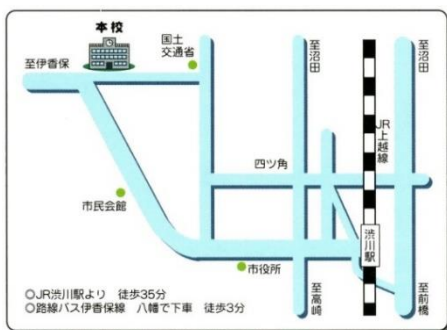 本校
国土
交通省
至沼田
至沼田
至伊香保
JR上越線
四ツ角
市民会館
渋川駅
市役所
至高崎
至前橋
○JR渋川駅より 徒歩35分
○路線バス伊香保線 八幡で下車 徒歩3分